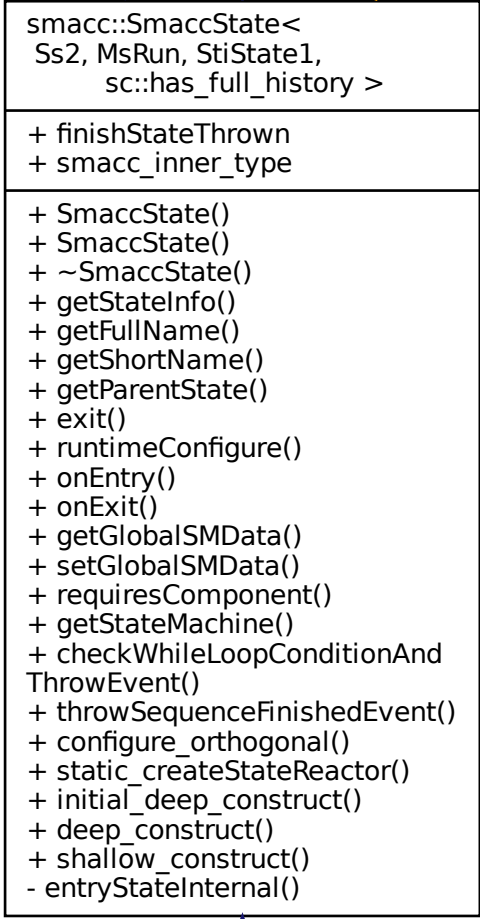 smacc::SmaccState<
Ss2, MsRun, StiState1,
sc::has_full_history >
+ finishStateThrown
+ smacc_inner_type
+ SmaccState()
+ SmaccState()
+ ~SmaccState()
+ getStateInfo()
+ getFullName()
+ getShortName()
+ getParentState()
+ exit()
+ runtimeConfigure()
+ onEntry()
+ onExit()
+ getGlobalSMData()
+ setGlobalSMData()
+ requiresComponent()
+ getStateMachine()
+ checkWhileLoopConditionAnd
ThrowEvent()
+ throwSequenceFinishedEvent()
+ configure_orthogonal()
+ static_createStateReactor()
+ initial_deep_construct()
+ deep_construct()
+ shallow_construct()
- entryStateInternal()